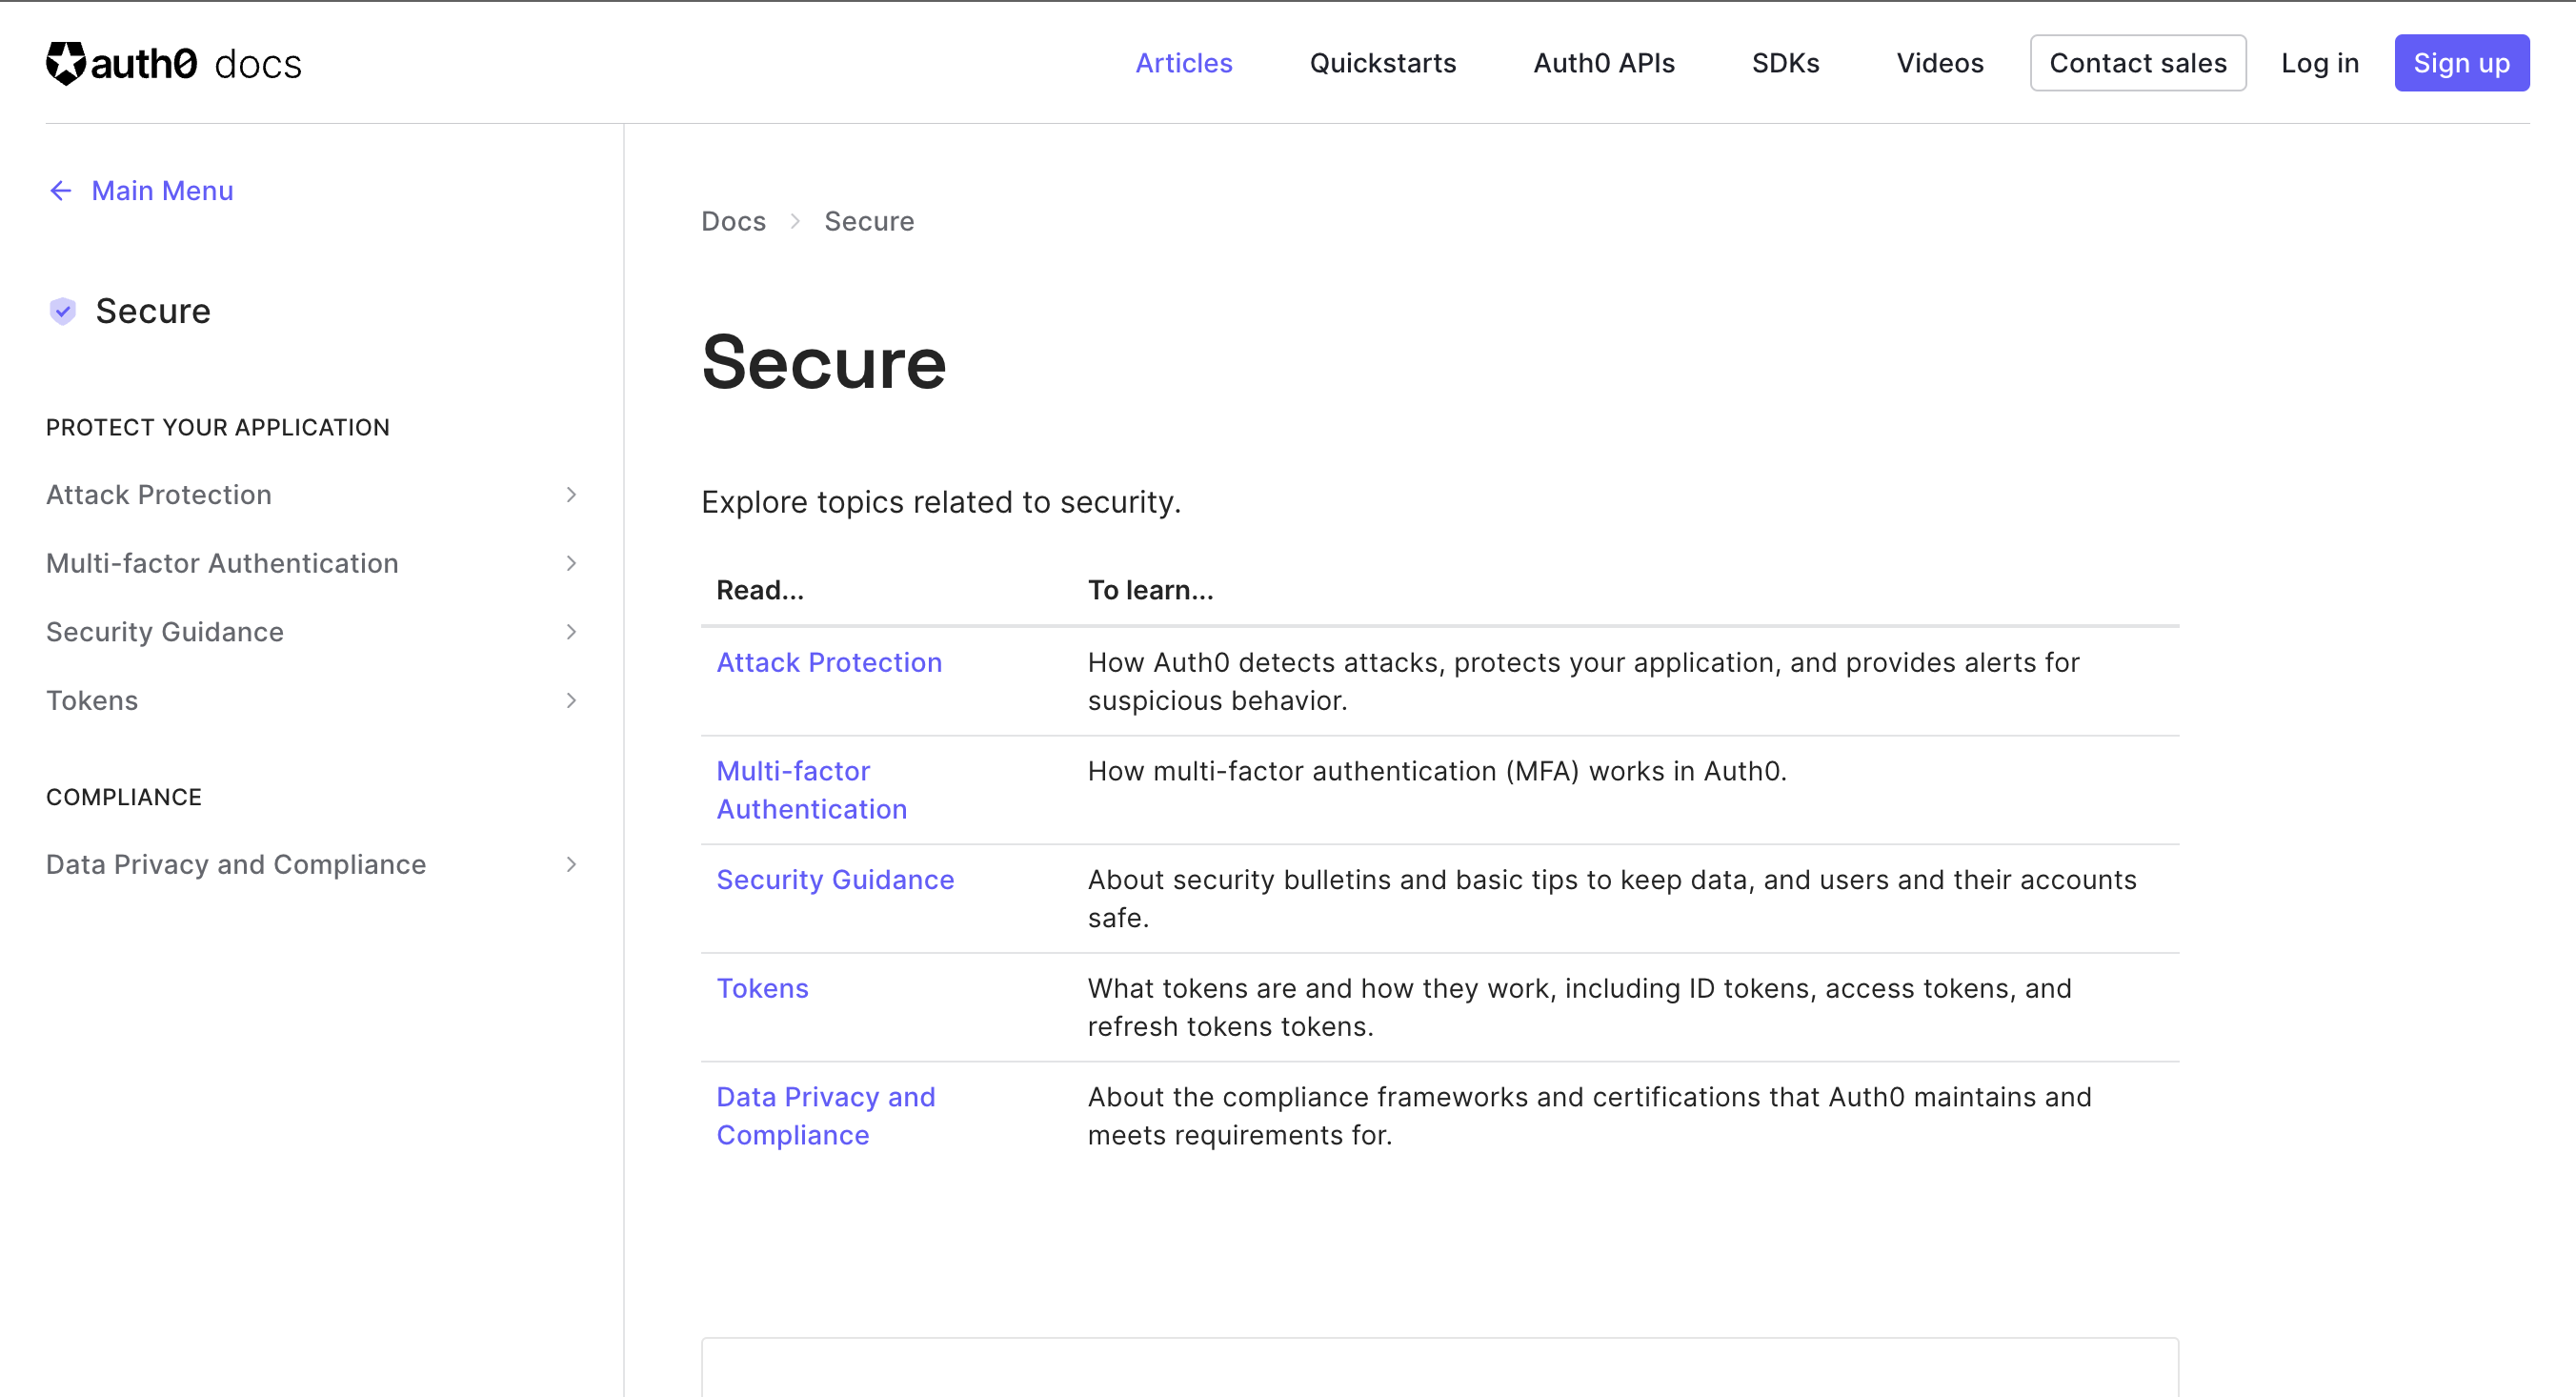 auth0 docs
Articles
Quickstarts
Auth0 APIs
SDKs
Videos
Contact sales
Log in
Sign up
Main Menu
Secure
PROTECT YOUR APPLICATION
Attack Protection
Multi-factor Authentication
Security Guidance
Tokens
COMPLIANCE
Data Privacy and Compliance
Docs > Secure
Secure
Explore topics related to security.
Read...
To learn...
Attack Protection
How Auth0 detects attacks, protects your application, and provides alerts for
suspicious behavior.
Multi-factor
Authentication
How multi-factor authentication (MFA) works in Auth0.
Security Guidance
About security bulletins and basic tips to keep data, and users and their accounts
safe.
Tokens
What tokens are and how they work, including ID tokens, access tokens, and
refresh tokens tokens.
Data Privacy and
Compliance
About the compliance frameworks and certifications that Auth0 maintains and
meets requirements for.